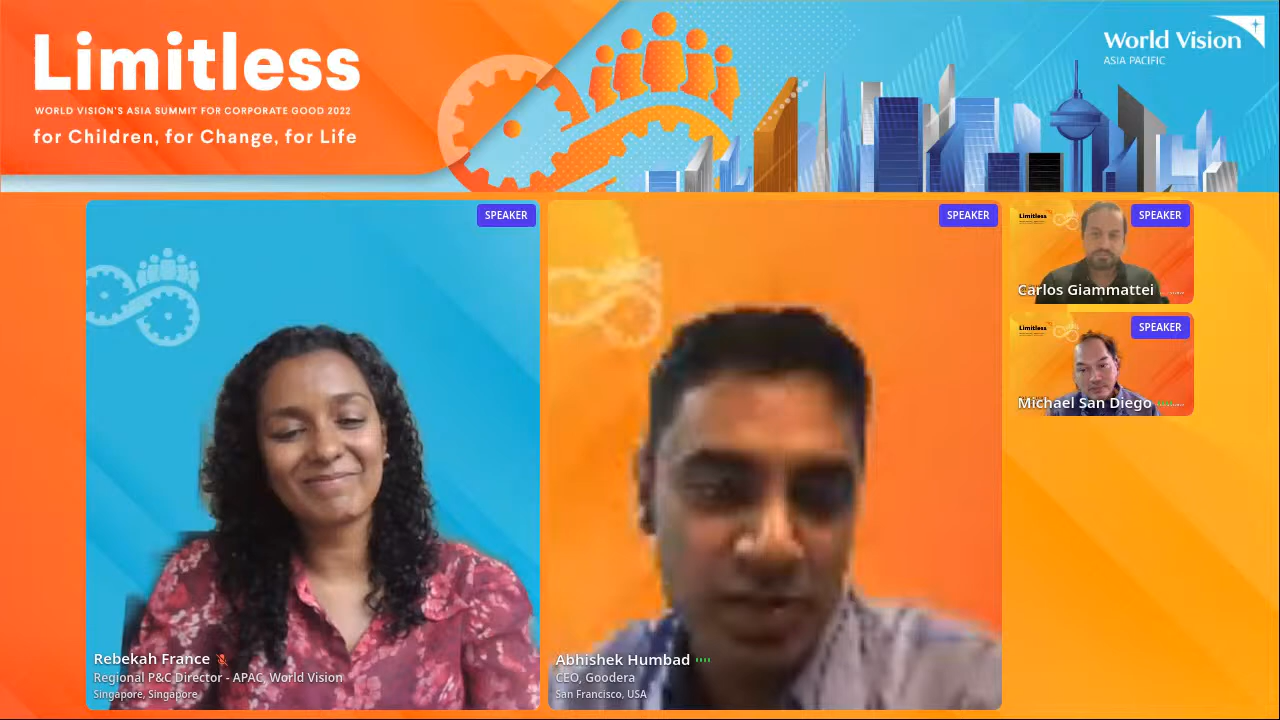 Limitless
WORLD VISION'S ASIA SUMMIT FOR CORPORATE GOOD 2022
for Children, for Change, for Life
World Vision
ASIA PACIFIC
SPEAKER
Rebekah France
Regional P&C Director - APAC, World Vision
Singapore, Singapore
SPEAKER
Abhishek Humbad
CEO, Goodera
San Francisco, USA
Limitless
SPEAKER
Carlos Giammattei
Limitless
SPEAKER
Michael San Diego